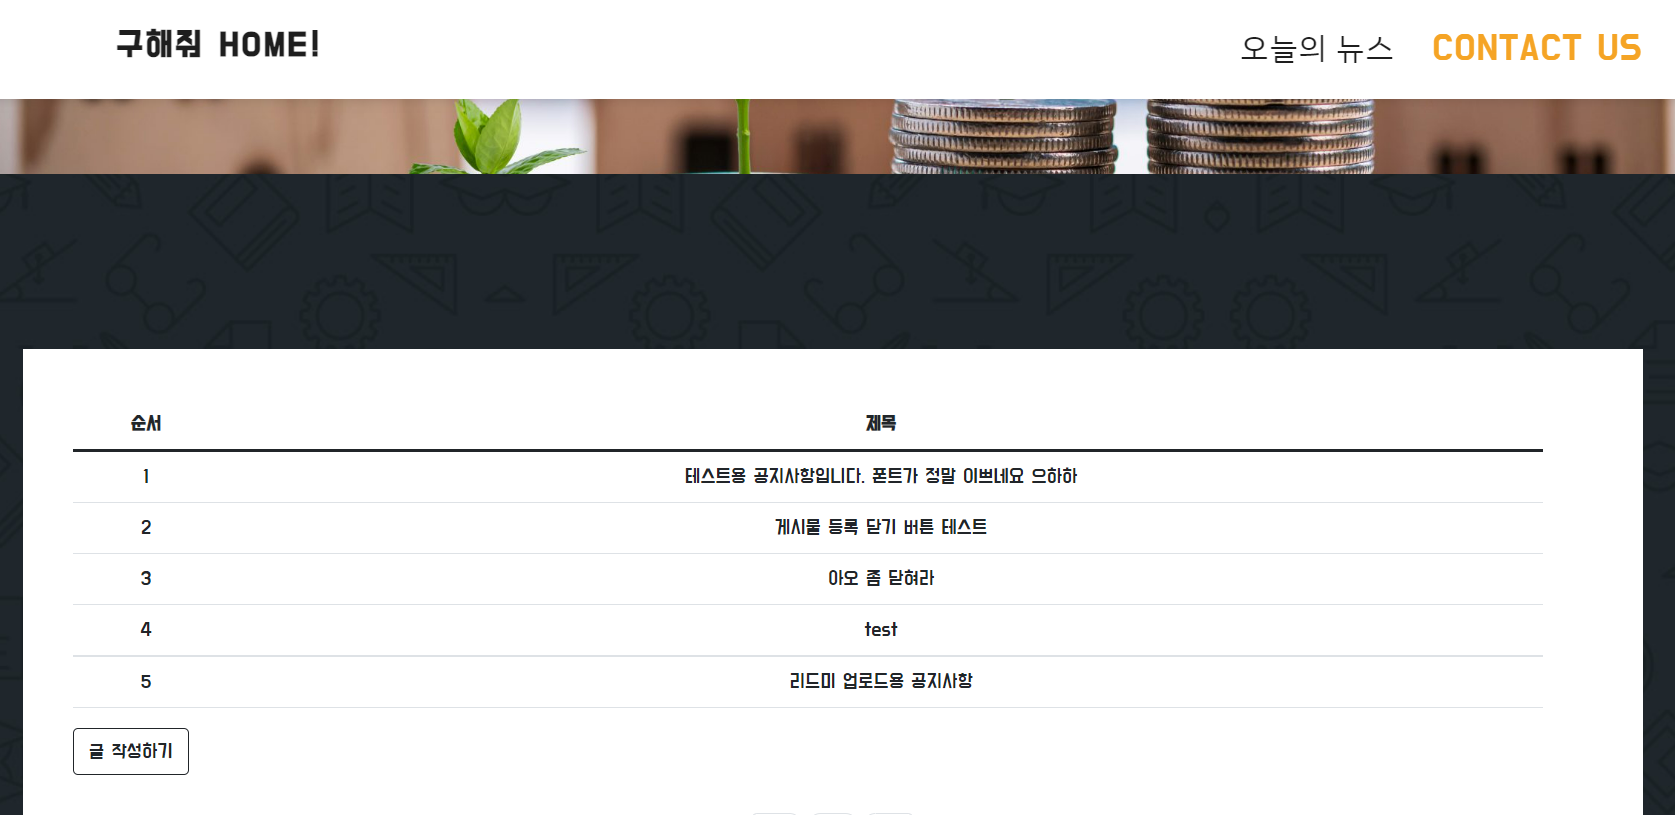 구해줘 HOME!
오늘의 뉴스 CONTACT US
순서 제목
1 테스트용 공지사항입니다. 폰트가 정말 이쁘네요 으하하
2 게시물 등록 닫기 버튼 테스트
3 아오 좀 닫혀라
4 test
5 리드미 업로드용 공지사항
글 작성하기